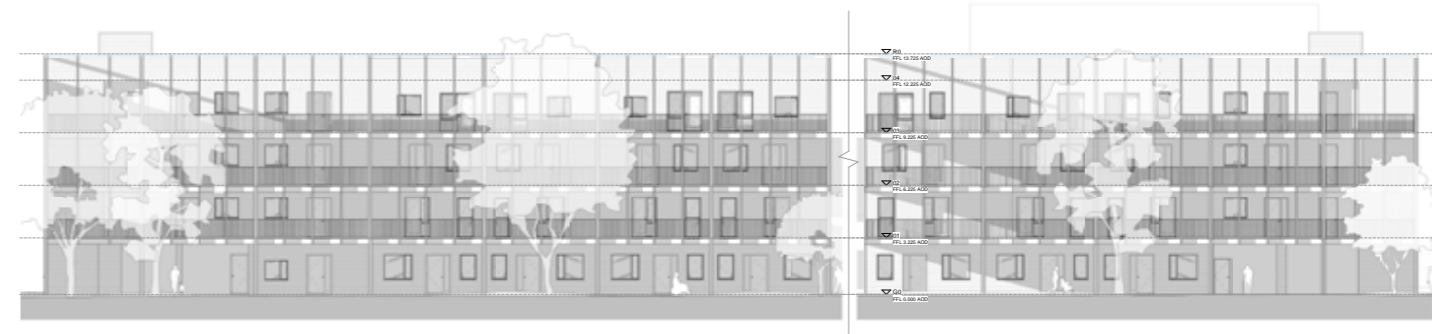 R0
FFL 13.725 AOD
04
FFL 12.225 AOD
03
FFL 9.225 AOD
02
FFL 6.225 AOD
01
FFL 3.225 AOD
G0
FFL 0.000 AOD